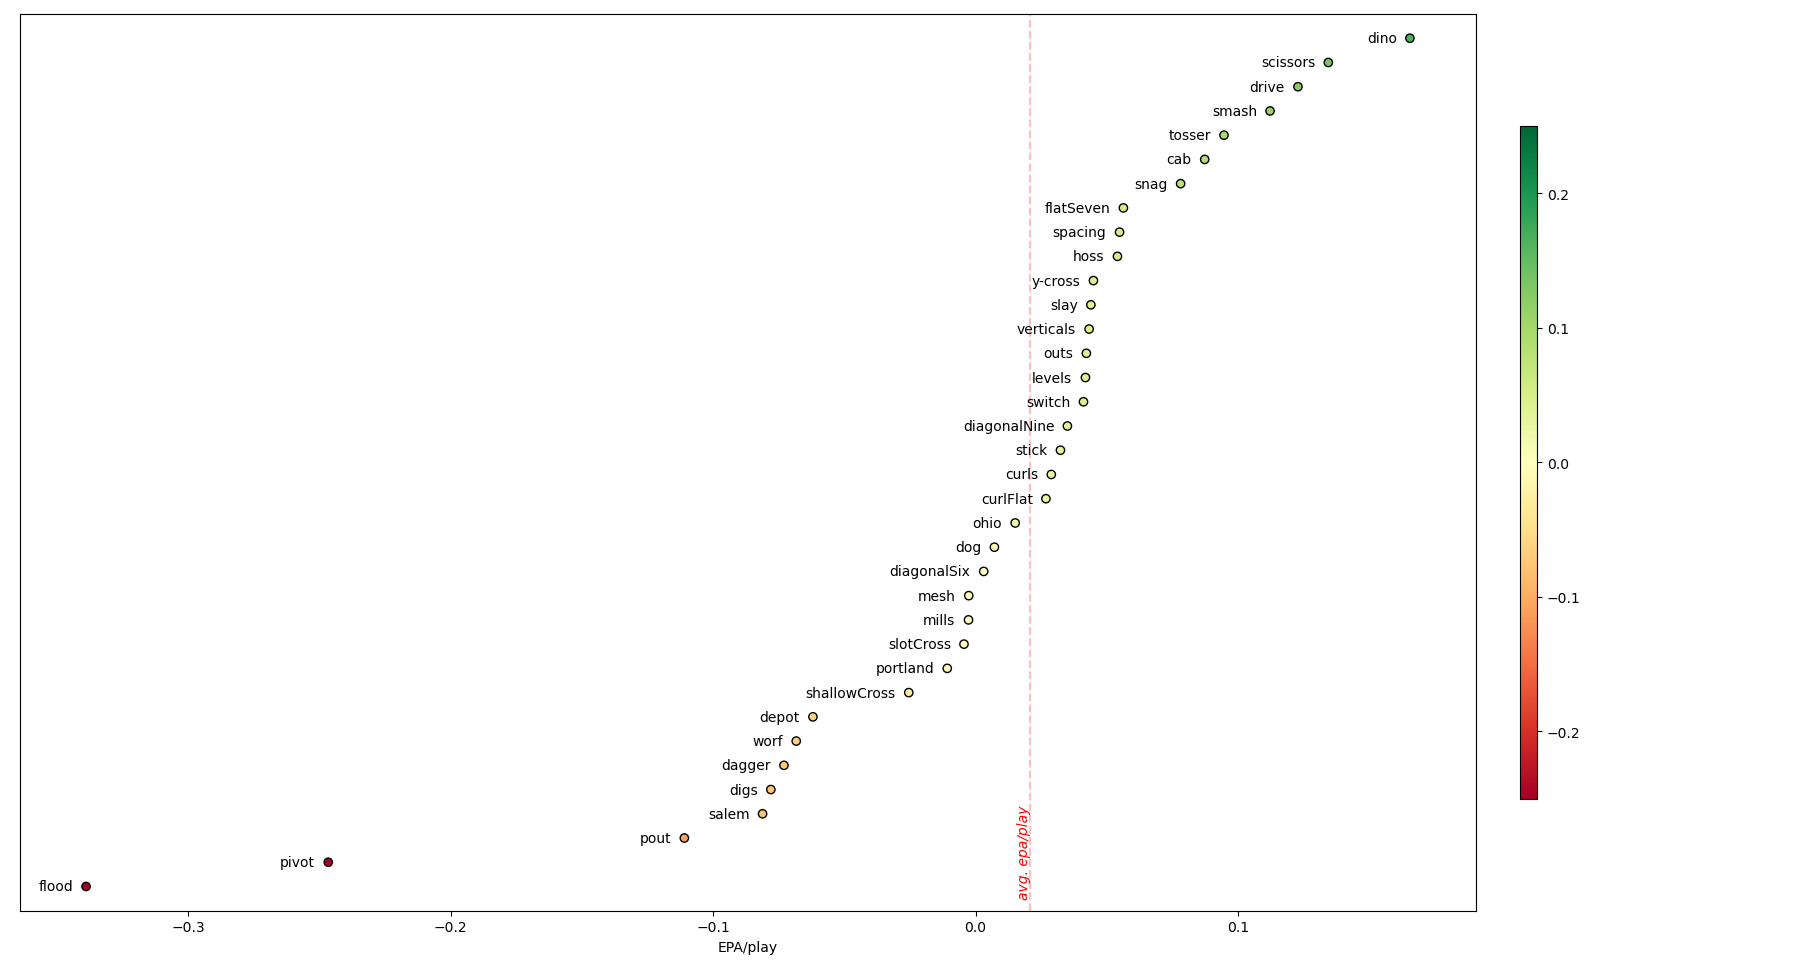 dino
scissors
drive
smash
tosser
cab
snag
flatSeven
spacing
hoss
y-cross
slay
verticals
outs
levels
switch
diagonalNine
stick
curls
curlFlat
ohio
dog
diagonalSix
mesh
mills
slotCross
portland
shallowCross
depot
worf
dagger
digs
salem
pout
pivot
flood
avg. epa/play
−0.3 −0.2 −0.1 0.0 0.1
EPA/play
0.2
0.1
0.0
−0.1
−0.2